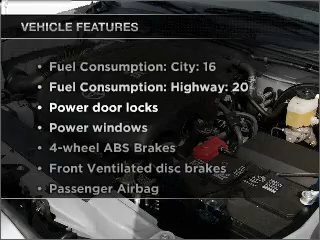 VEHICLE FEATURES
• Fuel Consumption: City: 16
• Fuel Consumption: Highway: 20
• Power door locks
• Power windows
• 4-wheel ABS Brakes
• Front Ventilated disc brakes
• Passenger Airbag